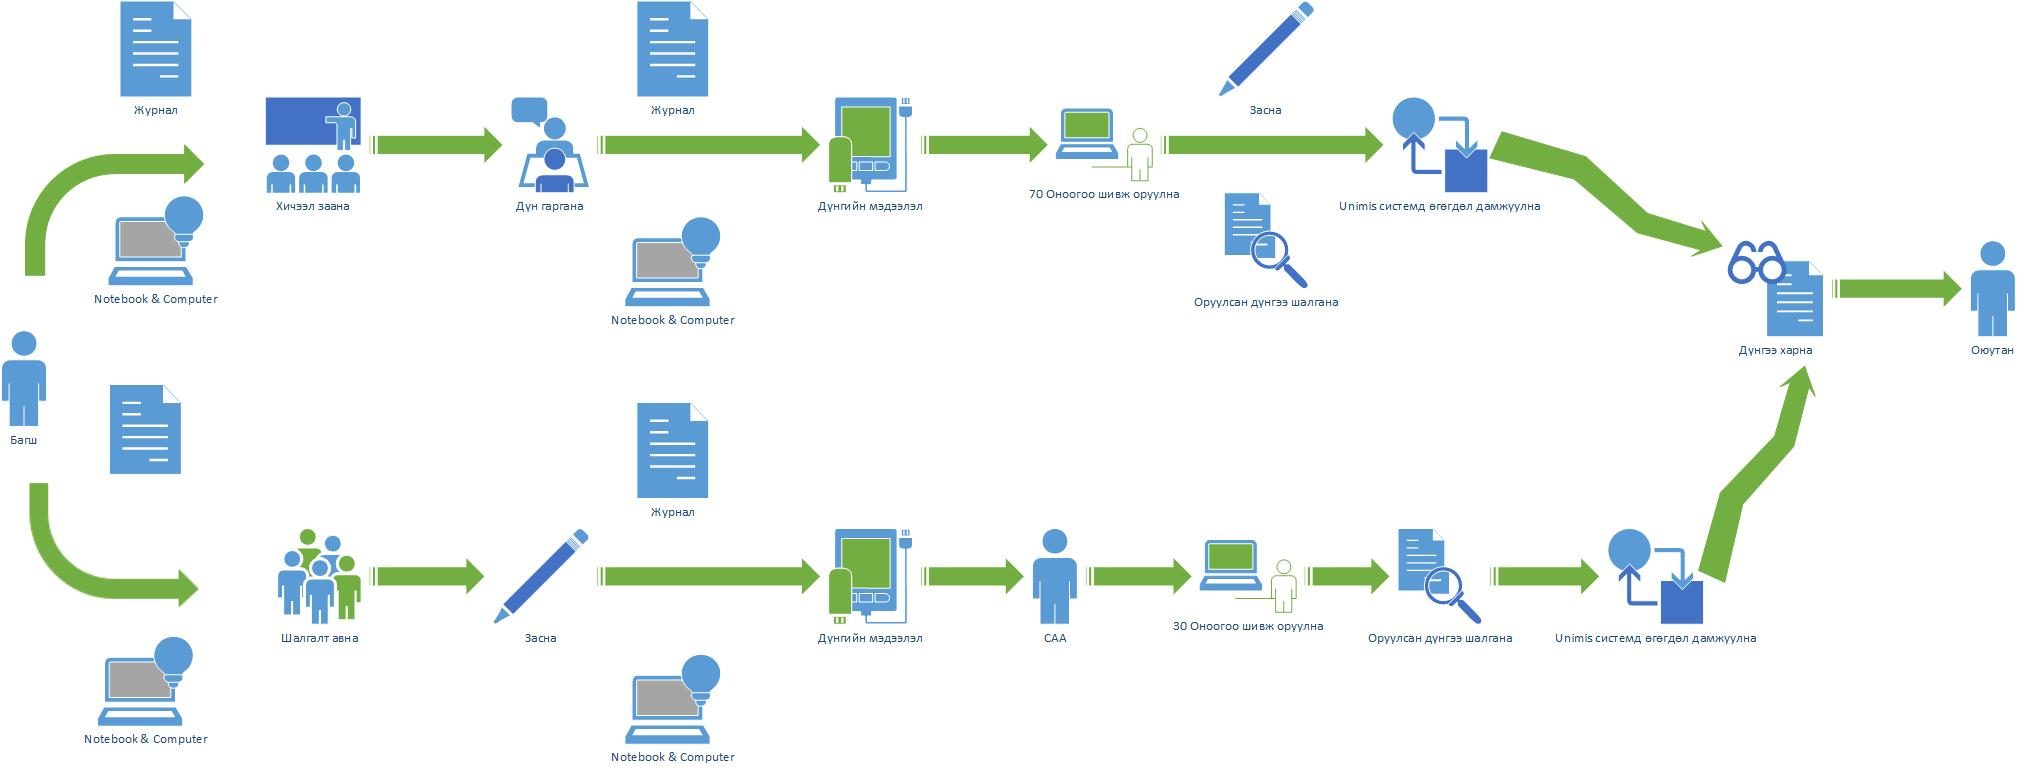 Журнал
Журнал
Засна
Хичээл заана
Дүн гаргана
Дүнгийн мэдээлэл
70 Оноогоо шивж оруулна
Unimis системд өгөгдөл дамжуулна
Notebook & Computer
Notebook & Computer
Оруулсан дүнгээ шалгана
Дүнгээ харна
Оюутан
Багш
Журнал
Шалгалт авна
Засна
Дүнгийн мэдээлэл
САА
30 Оноогоо шивж оруулна
Оруулсан дүнгээ шалгана
Unimis системд өгөгдөл дамжуулна
Notebook & Computer
Notebook & Computer